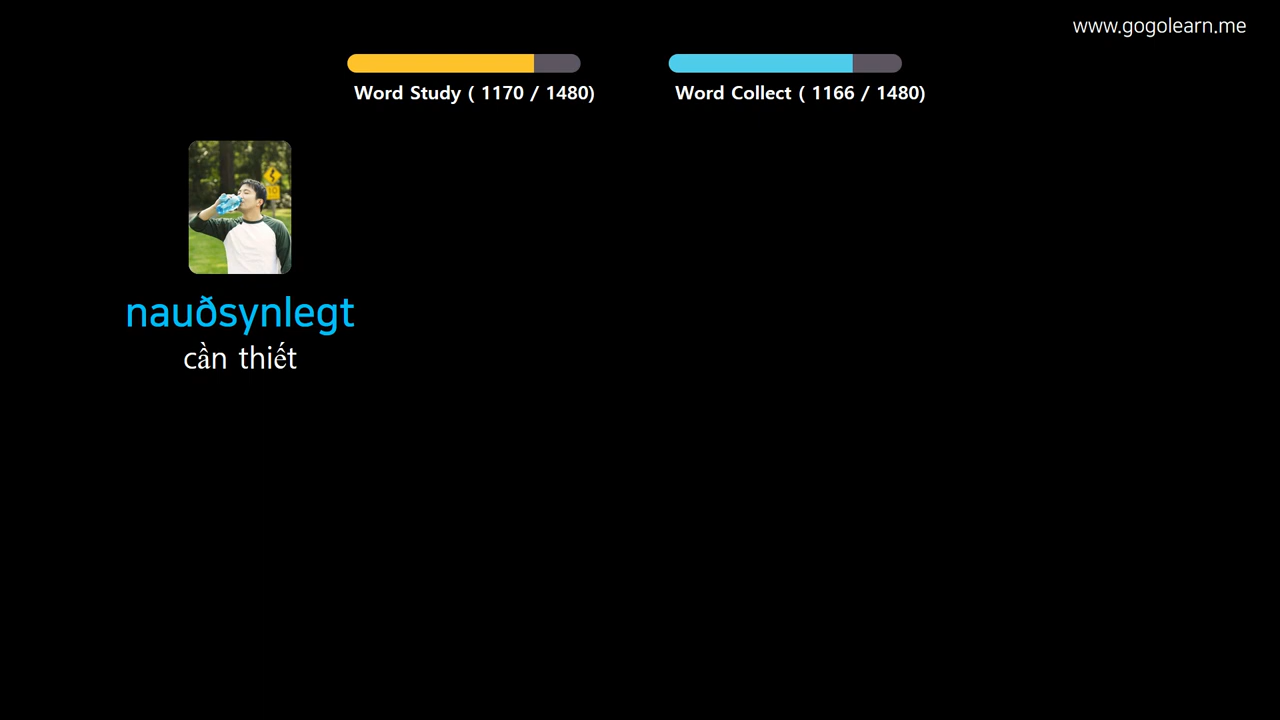 www.gogolearn.me
Word Study ( 1170 / 1480)
Word Collect ( 1166 / 1480)
nauðsynlegt
cần thiết